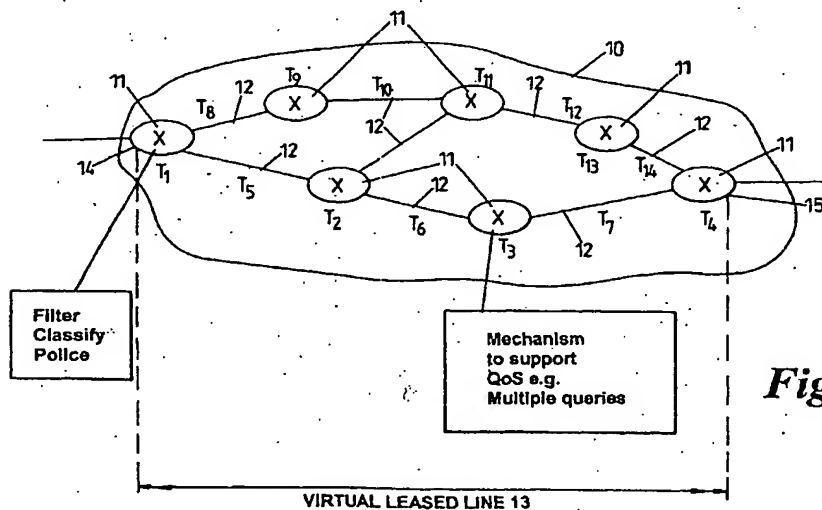 11
10
11
T8
12
T9
T10
T11
12
11
12
T12
12
14
T1
12
T5
12
11
T13
T14
11
X
X
X
X
X
X
X
T2
12
T6
T3
12
T7
T4
15
Filter
Classify
Police
Mechanism
to support
QoS e.g.
Multiple queries
Fig
VIRTUAL LEASED LINE 13